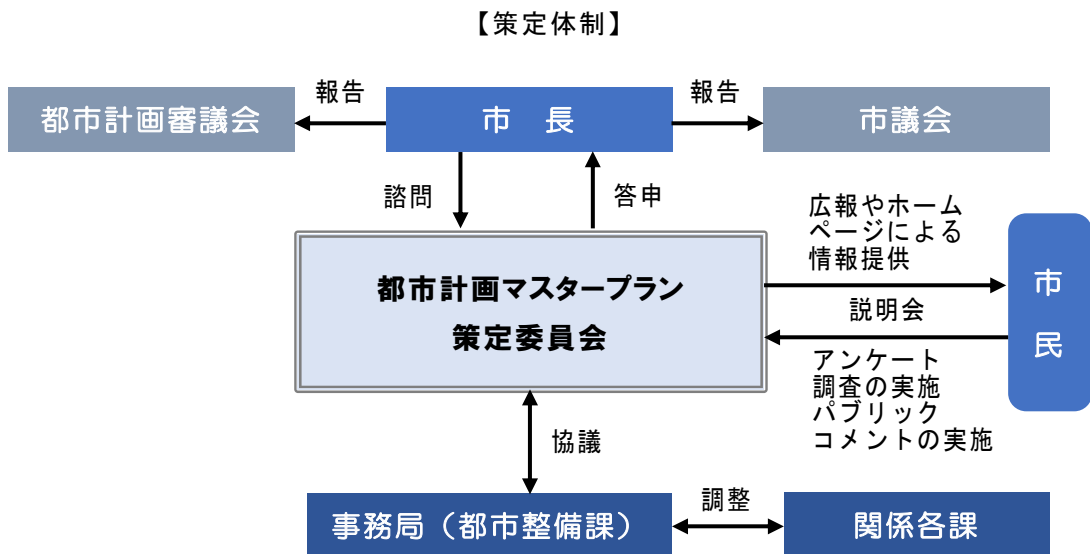 【策定体制】
報告
報告
都市計画審議会
市　長
市議会
諮問
答申
広報やホーム
ページによる
情報提供
都市計画マスタープラン
策定委員会
市民
説明会
アンケート
調査の実施
パブリック
コメントの実施
協議
事務局（都市整備課）
調整
関係各課